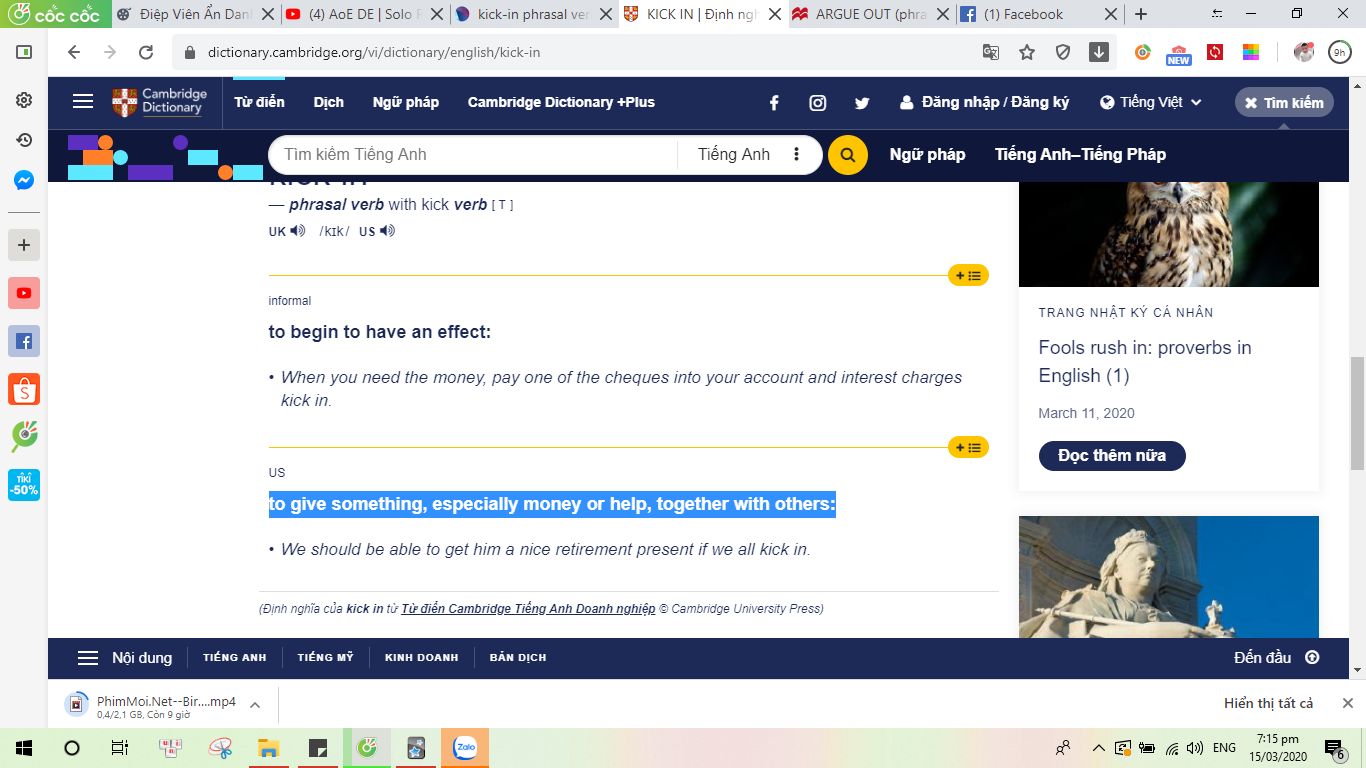 cốc cốc
Điệp Viên Ẩn Dan
(4) AoE DE | Solo
kick-in phrasal ver
KICK IN | Định ngh
ARGUE OUT (phra
(1) Facebook
dictionary.cambridge.org/vi/dictionary/english/kick-in
NEW
9h
Cambridge
Dictionary
Từ điển
Dịch
Ngữ pháp
Cambridge Dictionary +Plus
Đăng nhập / Đăng ký
Tiếng Việt
Tìm kiếm
Tìm kiếm Tiếng Anh
Tiếng Anh
Ngữ pháp
Tiếng Anh–Tiếng Pháp
— phrasal verb with kick verb [ T ]
UK /kɪk/ US
informal
to begin to have an effect:
• When you need the money, pay one of the cheques into your account and interest charges
kick in.
US
to give something, especially money or help, together with others:
• We should be able to get him a nice retirement present if we all kick in.
(Định nghĩa của kick in từ Từ điển Cambridge Tiếng Anh Doanh nghiệp © Cambridge University Press)
TRANG NHẬT KÝ CÁ NHÂN
Fools rush in: proverbs in
English (1)
March 11, 2020
Đọc thêm nữa
TIKI
-50%
Nội dung
TIẾNG ANH
TIẾNG MỸ
KINH DOANH
BẢN DỊCH
Đến đầu
PhimMoi.Net--Bir....mp4
0,4/2,1 GB, Còn 9 giờ
Hiển thị tất cả
Zalo
ENG
7:15 pm
15/03/2020
6